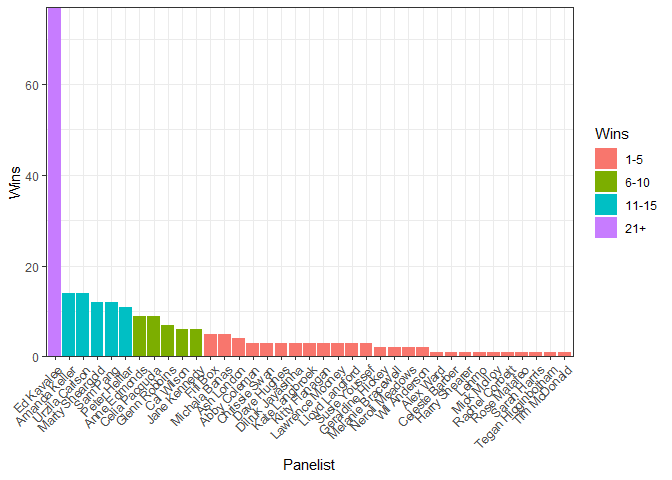 Wins
60
40
20
0
Ed Kavalee
Amanda Keller
Urzila Carlson
Matty Sheargold
Sam Pang
Peter Helliar
Anne Edmonds
Celia Pacquola
Glenn Robbins
Cal Wilson
Jane Kennedy
Fifi Box
Michala Banas
Ash London
Abby Coleman
Chrissie Swan
Dave Hughes
Dilruk Jayasinha
Kate Langbroek
Kitty Flanagan
Lawrence Mooney
Lloyd Langford
Susie Youssef
Geraldine Hickey
Melanie Bracewell
Neroli Meadows
Wil Anderson
Alex Ward
Celeste Barber
Harry Shearer
Lehmo
Mick Molloy
Rachel Corbett
Rose Matafeo
Sarah Harris
Tegan Higginbotham
Tim McDonald
Panelist
Wins
1-5
6-10
11-15
21+